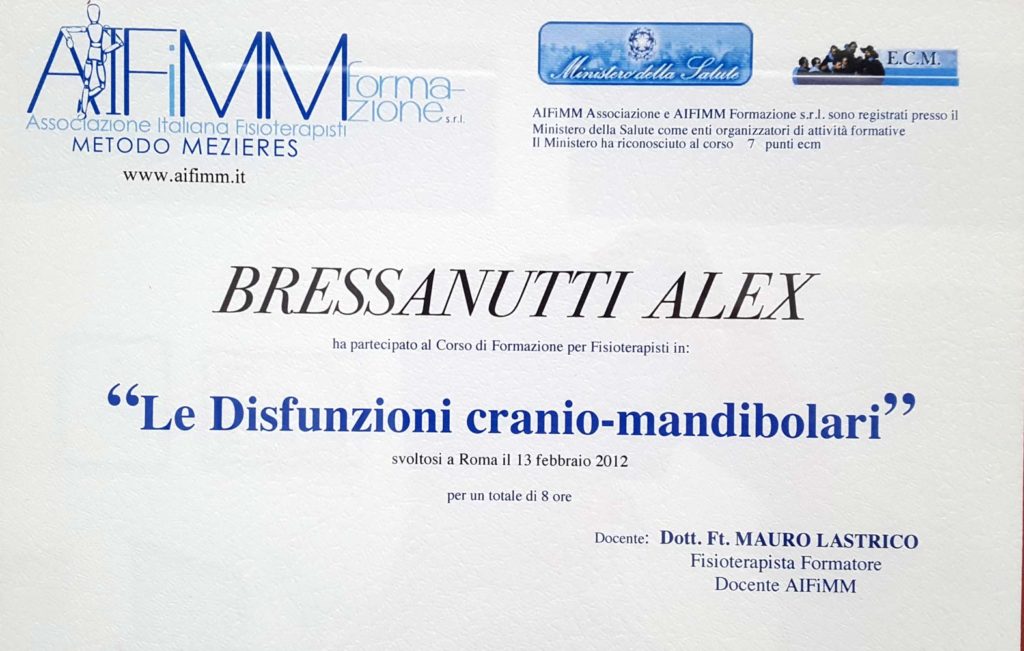 AIFiMM forma-
zione s.r.l.
Associazione Italiana Fisioterapisti
METODO MEZIERES
www.aifimm.it
Ministero della Salute
E.C.M.
AIFiMM Associazione e AIFIMM Formazione s.r.l. sono registrati presso il
Ministero della Salute come enti organizzatori di attività formative
Il Ministero ha riconosciuto al corso 7 punti ecm
BRESSANUTTI ALEX
ha partecipato al Corso di Formazione per Fisioterapisti in:
“Le Disfunzioni cranio-mandibolari”
svoltosi a Roma il 13 febbraio 2012
per un totale di 8 ore
Docente: Dott. Ft. MAURO LASTRICO
Fisioterapista Formatore
Docente AIFiMM